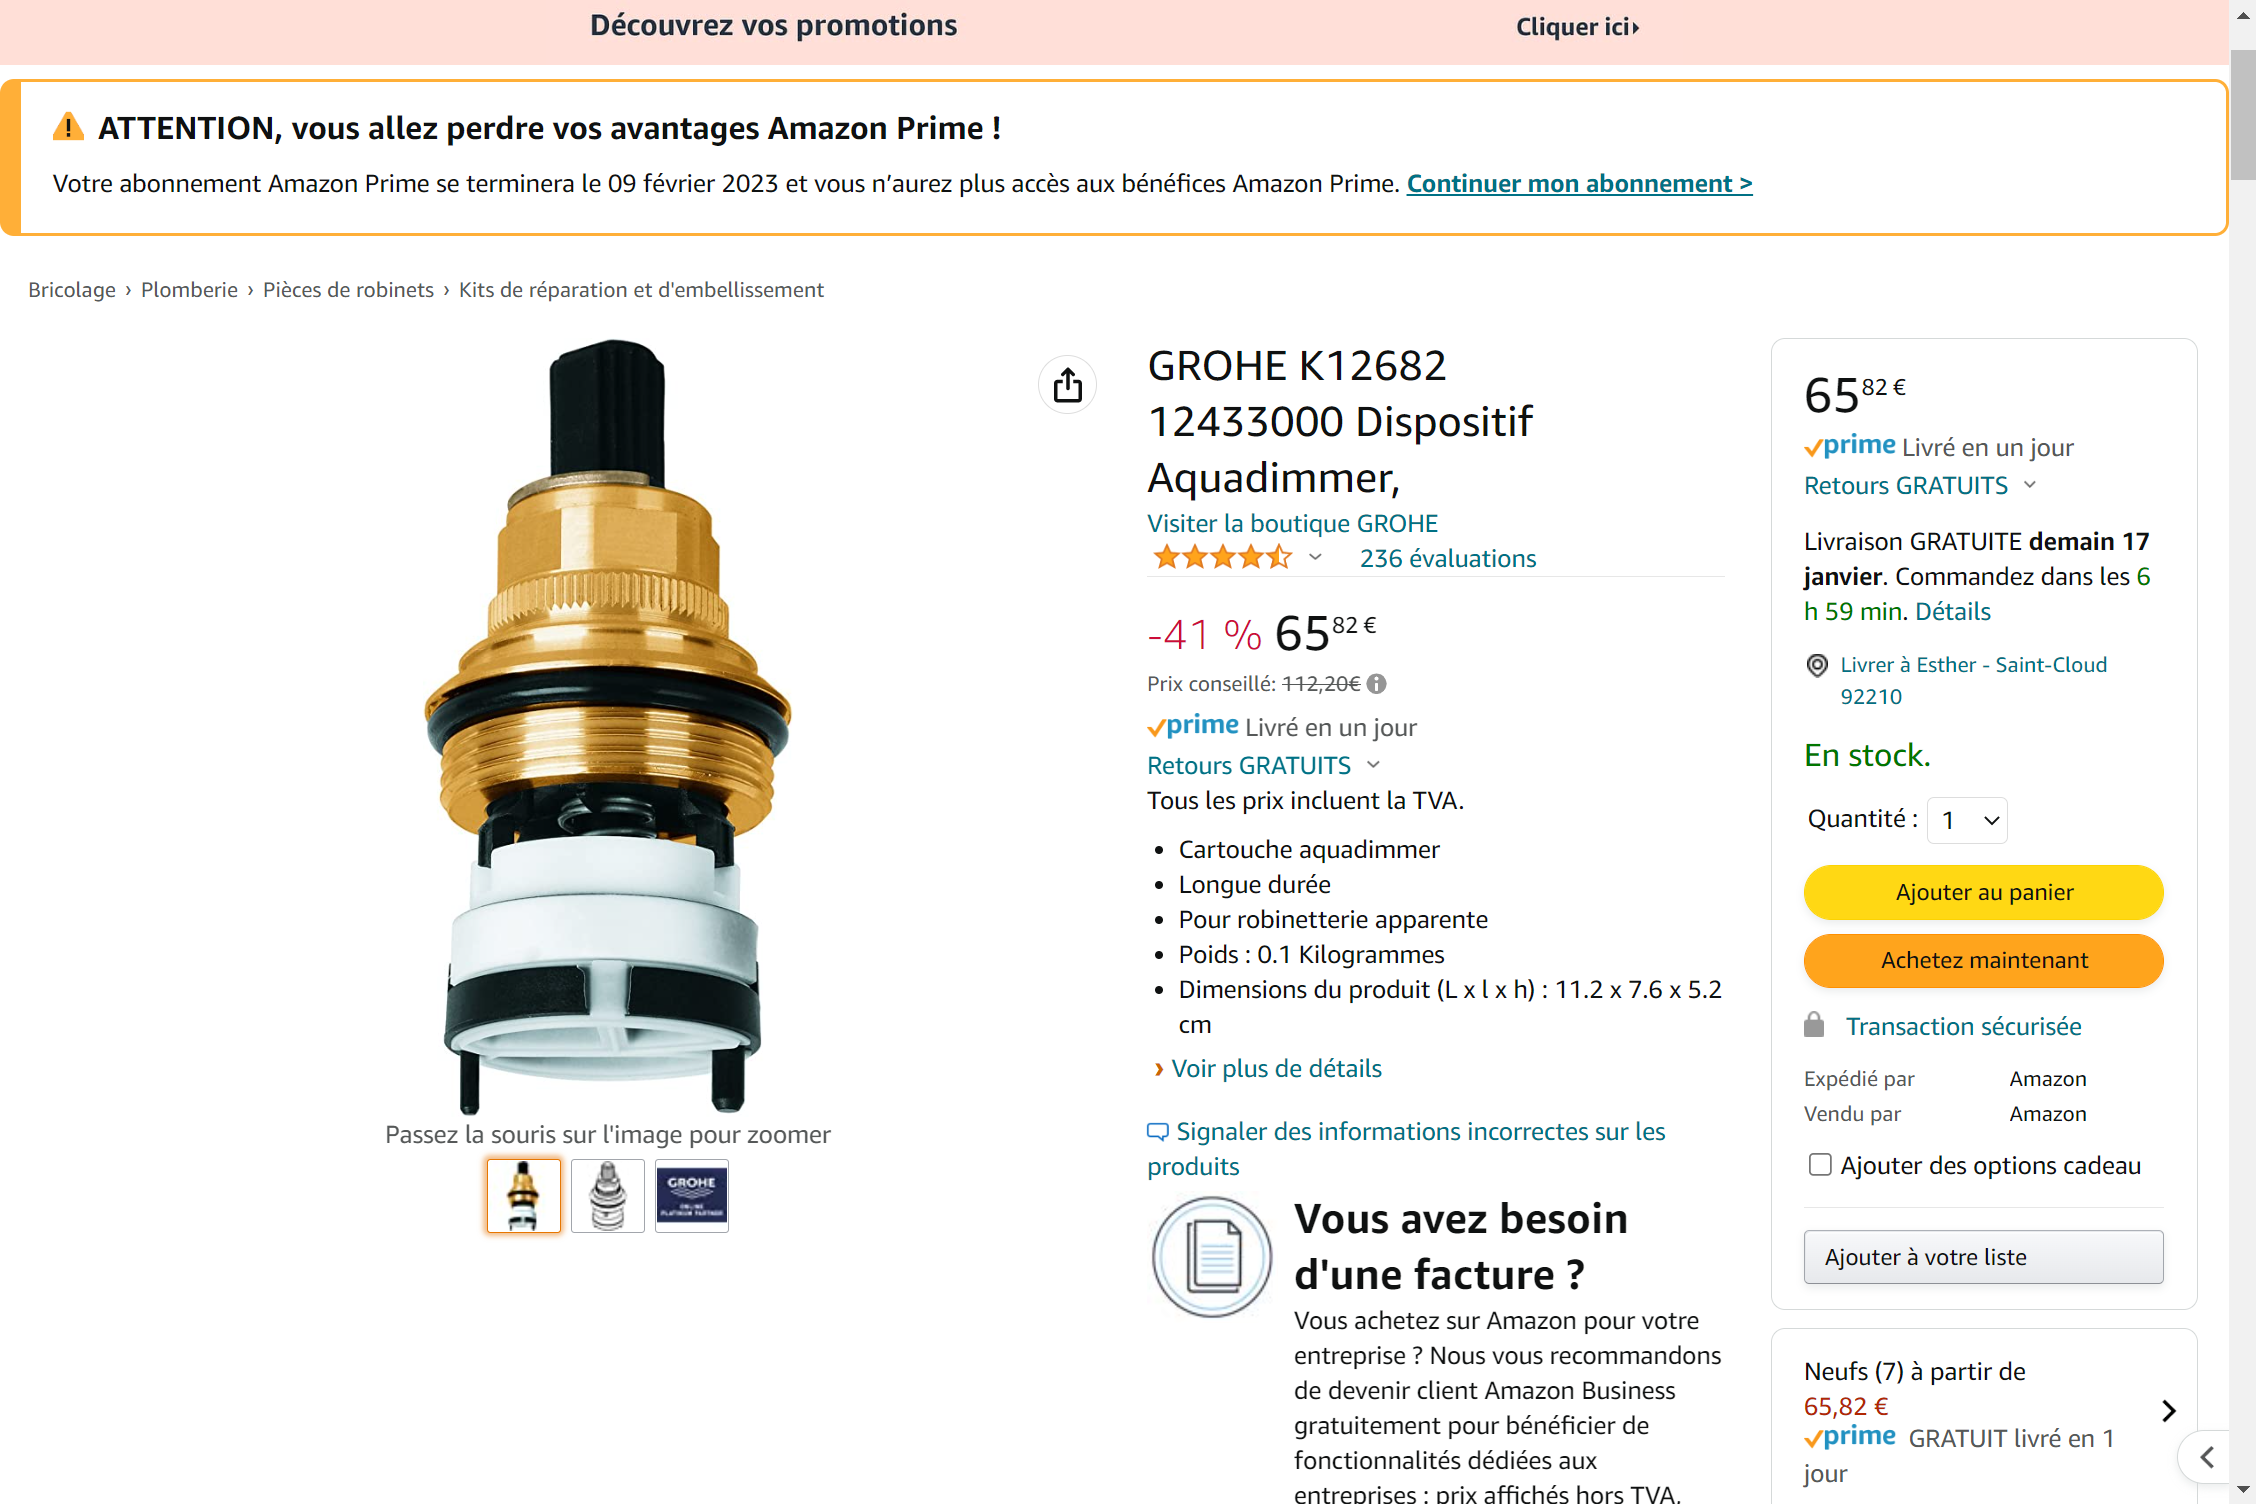 Découvrez vos promotions
Cliquer ici
ATTENTION, vous allez perdre vos avantages Amazon Prime !
Votre abonnement Amazon Prime se terminera le 09 février 2023 et vous n’aurez plus accès aux bénéfices Amazon Prime. Continuer mon abonnement >
Bricolage › Plomberie › Pièces de robinets › Kits de réparation et d'embellissement
Passez la souris sur l'image pour zoomer
GROHE
ONLINE
PLATINUM PARTNER
GROHE K12682
12433000 Dispositif
Aquadimmer,
Visiter la boutique GROHE
236 évaluations
-41 % 65 82 €
Prix conseillé: 112,20€
prime Livré en un jour
Retours GRATUITS
Tous les prix incluent la TVA.
• Cartouche aquadimmer
• Longue durée
• Pour robinetterie apparente
• Poids : 0.1 Kilogrammes
• Dimensions du produit (L x l x h) : 11.2 x 7.6 x 5.2
cm
› Voir plus de détails
Signaler des informations incorrectes sur les
produits
Vous avez besoin
d'une facture ?
Vous achetez sur Amazon pour votre
entreprise ? Nous vous recommandons
de devenir client Amazon Business
gratuitement pour bénéficier de
fonctionnalités dédiées aux
entreprises : prix affichés hors TVA,
65 82 €
prime Livré en un jour
Retours GRATUITS
Livraison GRATUITE demain 17
janvier. Commandez dans les 6
h 59 min. Détails
Livrer à Esther - Saint-Cloud
92210
En stock.
Quantité : 1
Ajouter au panier
Achetez maintenant
Transaction sécurisée
Expédié par Amazon
Vendu par Amazon
Ajouter des options cadeau
Ajouter à votre liste
Neufs (7) à partir de
65,82 €
prime GRATUIT livré en 1
jour